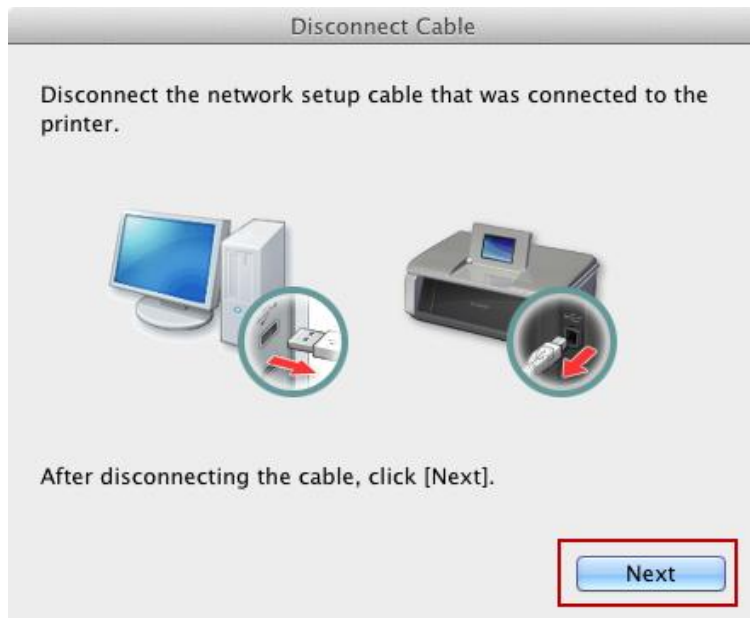 Disconnect Cable
Disconnect the network setup cable that was connected to the
printer.
After disconnecting the cable, click [Next].
Next